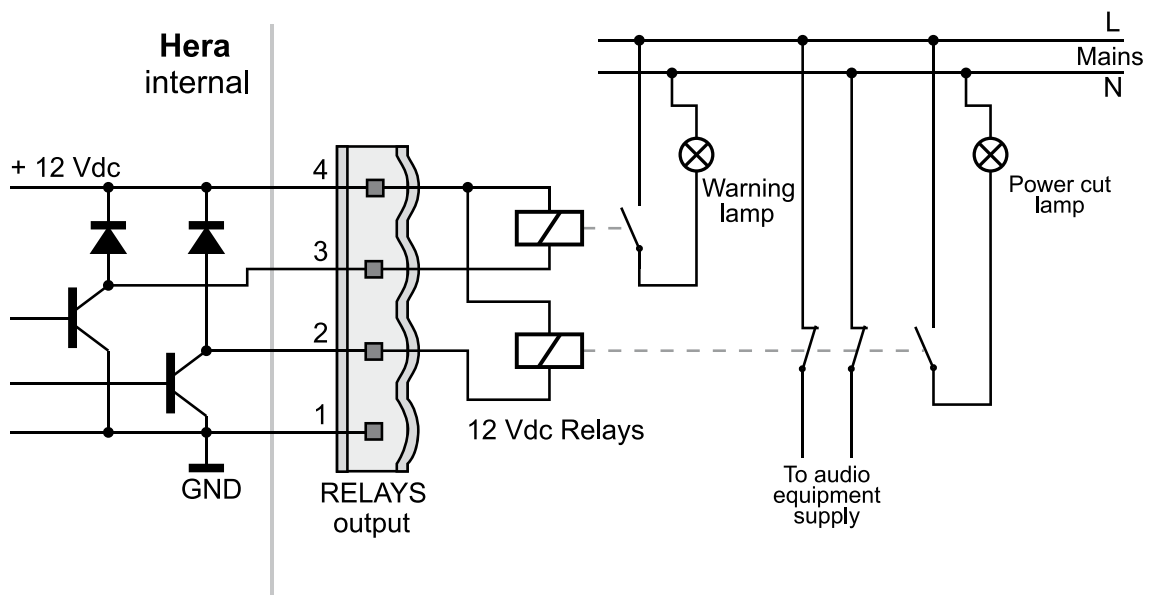 Hera
internal
+ 12 Vdc
4
3
2
1
GND
RELAYS
output
12 Vdc Relays
L
Mains
N
Warning
lamp
Power cut
lamp
To audio
equipment
supply